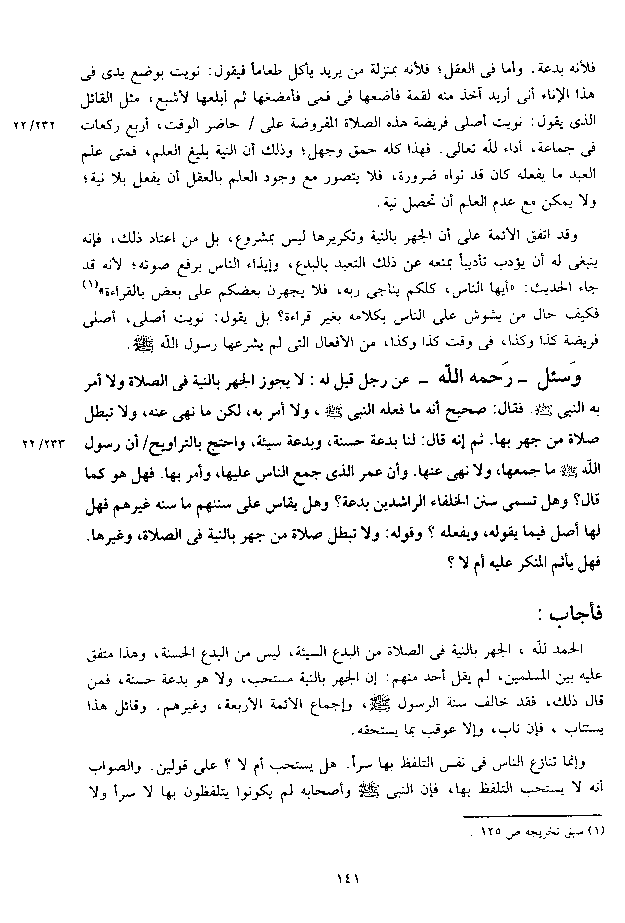 فلأنه بدعة. وأما فى العقل؛ فلأنه بمنزلة من يريد يأكل طعاماً فيقول: نويت بوضع يدى فى
هذا الإناء أنى أريد آخذ منه لقمة فأضعها فى فمى فأمضغها ثم أبلعها لأشبع، مثل القائل
الذى يقول: نويت أصلى فريضة هذه الصلاة المفروضة على / حاضر الوقت، أربع ركعات ٢٢/٢٣٢
فى جماعة، أداء لله تعالى. فهذا كله حمق وجهل؛ وذلك أن النية بليغ العلم، فمتى علم
العبد ما يفعله كان قد نواه ضرورة، فلا يتصور مع وجود العلم بالعقل أن يفعل بلا نية؛
ولا يمكن مع عدم العلم أن تحصل نية.
وقد اتفق الأئمة على أن الجهر بالنية وتكريرها ليس بمشروع، بل من اعتاد ذلك، فإنه
ينبغى له أن يؤدب تأديباً يمنعه عن ذلك التعبد بالبدع، وإيذاء الناس برفع صوته؛ لأنه قد
جاء الحديث: «أيها الناس، كلكم يناجى ربه، فلا يجهرن بعضكم على بعض بالقراءة»(١)
فكيف حال من يشوش على الناس بكلامه بغير قراءة؟ بل يقول: نويت أصلى، أصلى
فريضة كذا وكذا، فى وقت كذا وكذا، من الأفعال التى لم يشرعها رسول الله ﷺ.
وَسئل ـ رَحمه الله ـ عن رجل قيل له: لا يجوز الجهر بالنية فى الصلاة ولا أمر
به النبي ﷺ. فقال: صحيح أنه ما فعله النبى ﷺ، ولا أمر به، لكن ما نهى عنه، ولا تبطل
صلاة من جهر بها. ثم إنه قال: لنا بدعة حسنة، وبدعة سيئة، واحتج بالتراويح/ أن رسول ٢٢/٢٣٣
الله ﷺ ما جمعها، ولا نهى عنها. وأن عمر الذى جمع الناس عليها، وأمر بها. فهل هو كما
قال؟ وهل تسمى سنن الخلفاء الراشدين بدعة؟ وهل يقاس على سننهم ما سنه غيرهم فهل
لها أصل فيما يقوله، ويفعله ؟ وقوله: ولا تبطل صلاة من جهر بالنية فى الصلاة، وغيرها.
فهل يأثم المنكر عليه أم لا ؟
فأجاب :
الحمد لله ، الجهر بالنية فى الصلاة من البدع السيئة، ليس من البدع الحسنة، وهذا متفق
عليه بين المسلمين، لم يقل أحد منهم: إن الجهر بالنية مستحب، ولا هو بدعة حسنة، فمن
قال ذلك، فقد خالف سنة الرسول ﷺ، وإجماع الأئمة الأربعة، وغيرهم. وقائل هذا
يستتاب ، فإن تاب، وإلا عوقب بما يستحقه.
وإنما تنازع الناس فى نفس التلفظ بها سراً. هل يستحب أم لا ؟ على قولين. والصواب
أنه لا يستحب التلفظ بها، فإن النبى ﷺ وأصحابه لم يكونوا يتلفظون بها لا سراً ولا
(١) سبق تخريجه ص ١٢٥ .
١٤١